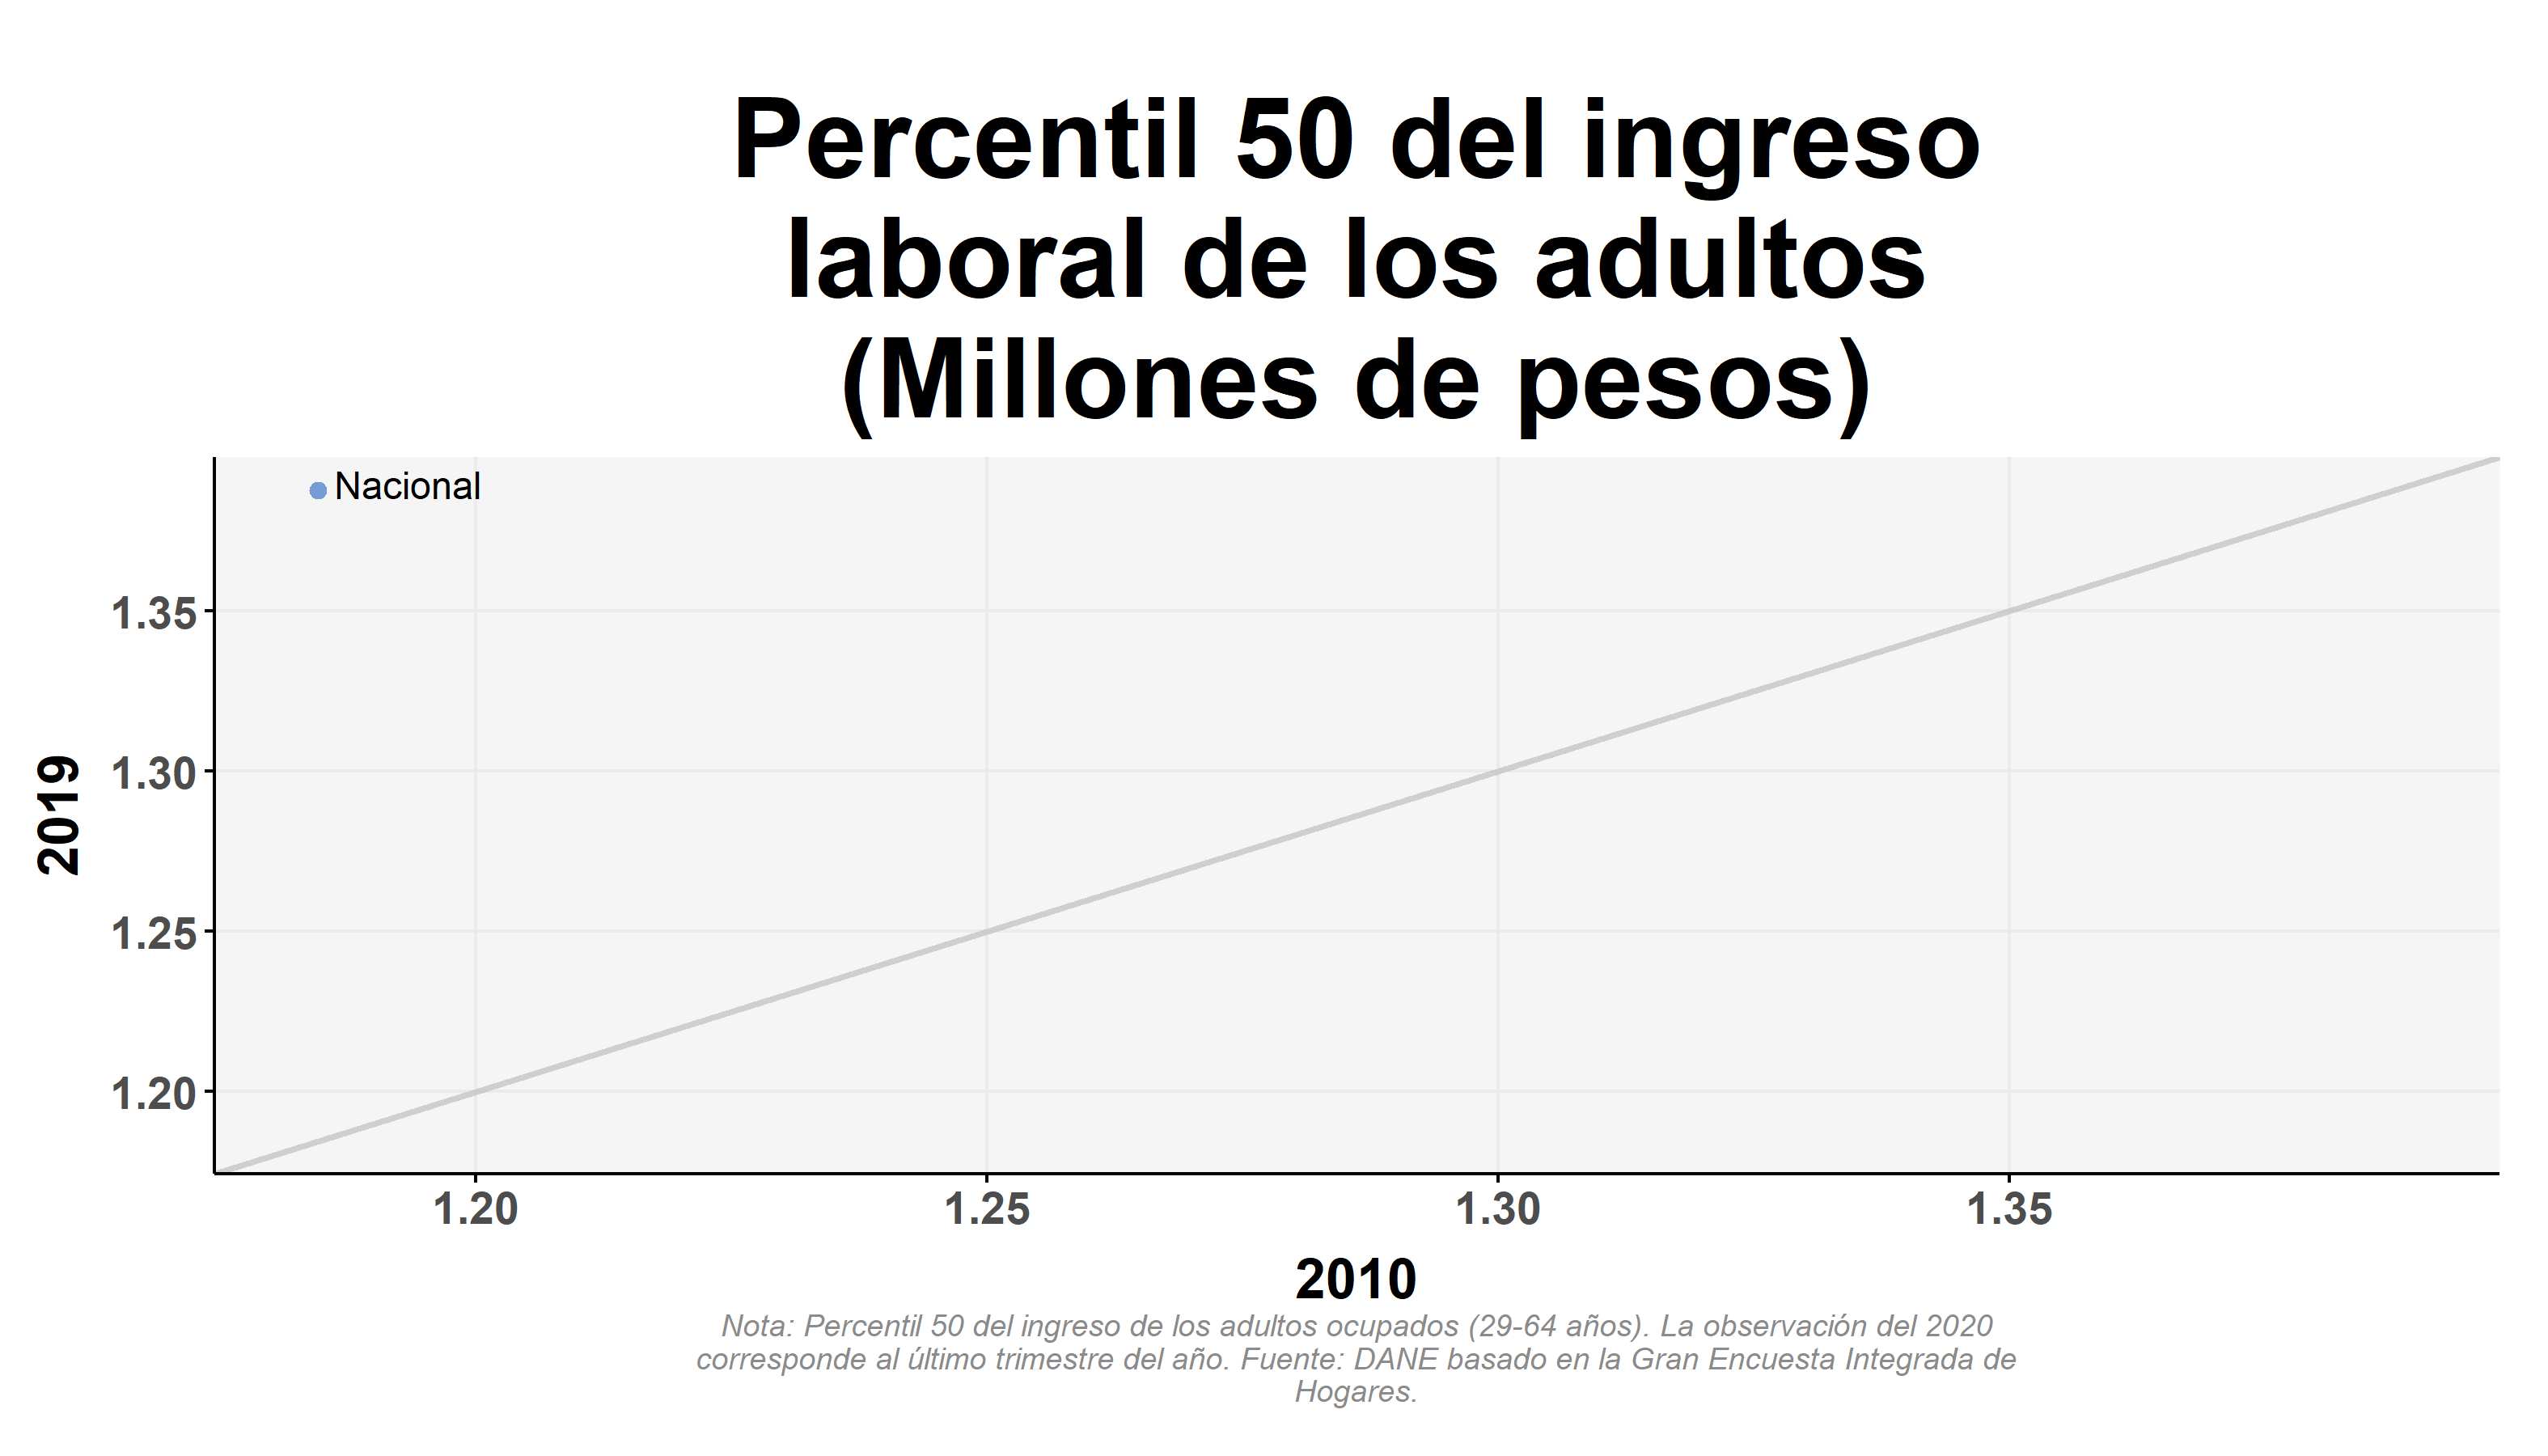 Percentil 50 del ingreso
laboral de los adultos
(Millones de pesos)
Nacional
1.35
1.30
1.25
1.20
2019
1.20
1.25
1.30
1.35
2010
Nota: Percentil 50 del ingreso de los adultos ocupados (29-64 años). La observación del 2020
corresponde al último trimestre del año. Fuente: DANE basado en la Gran Encuesta Integrada de
Hogares.